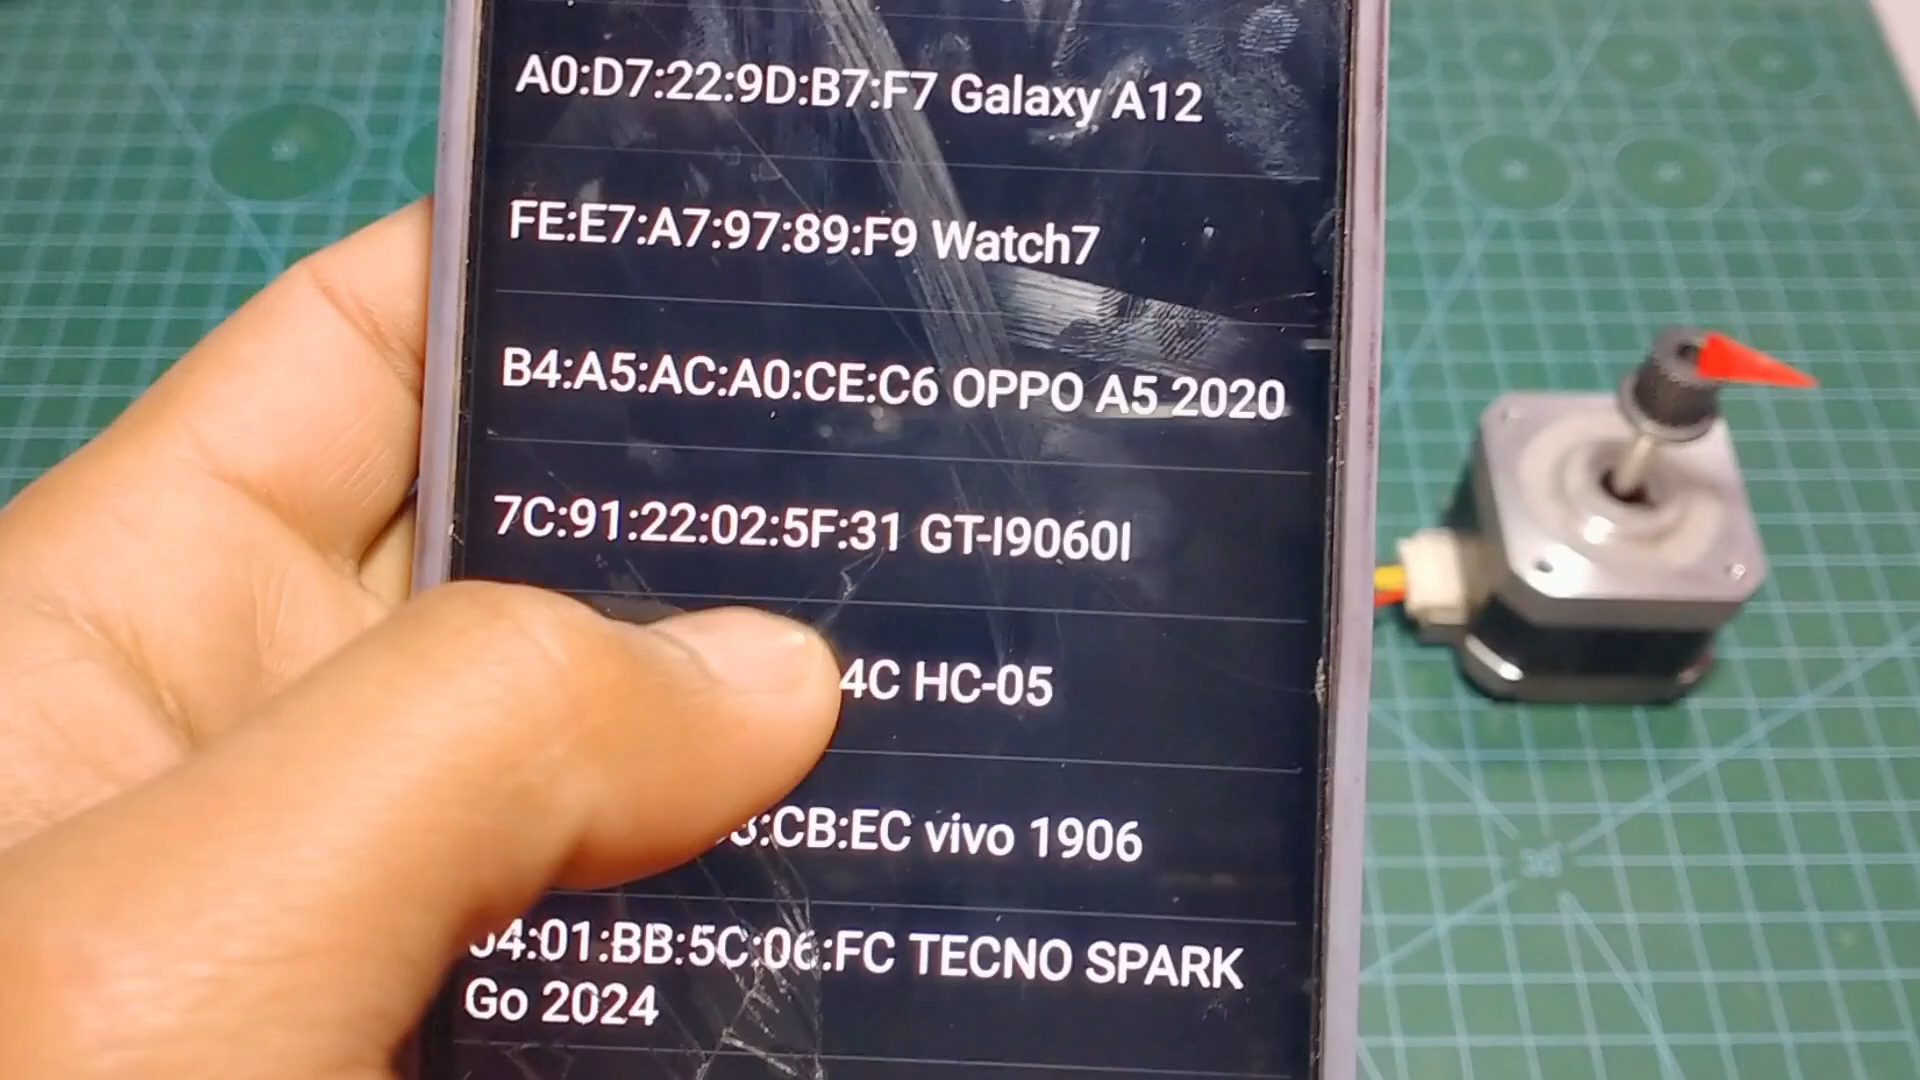 A0:D7:22:9D:B7:F7 Galaxy A12
FE:E7:A7:97:89:F9 Watch7
B4:A5:AC:A0:CE:C6 OPPO A5 2020
7C:91:22:02:5F:31 GT-I9060I
4C HC-05
:CB:EC vivo 1906
4:01:BB:5C:06:FC TECNO SPARK
Go 2024